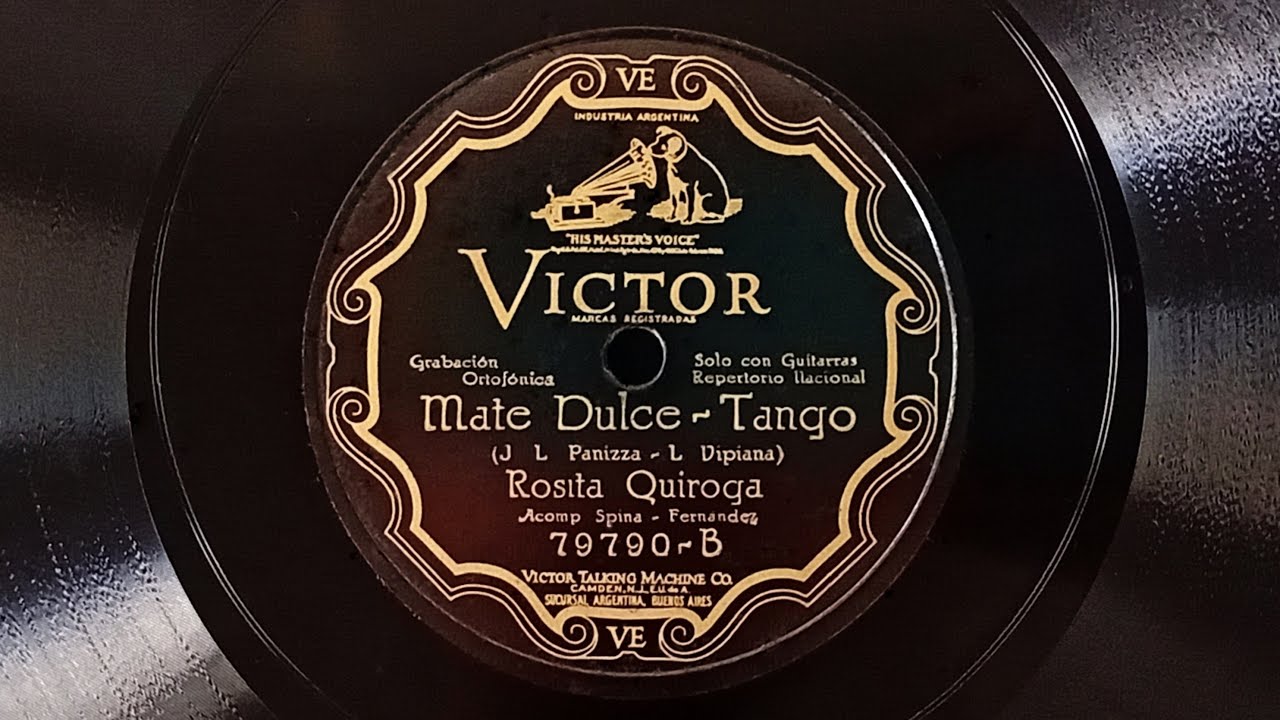 VE
INDUSTRIA ARGENTINA
"HIS MASTER'S VOICE"
VICTOR
MARCAS REGISTRADAS
Grabación Solo con Guitarras
Ortofónica Repertorio Nacional
Mate Dulce ~ Tango
(J L Panizza - L Vipiana)
Rosita Quiroga
Acomp Spina - Fernandez
79790-B
VICTOR TALKING MACHINE CO.
CAMDEN, N.J., E.U. de A.
SUCURSAL ARGENTINA, BUENOS AIRES
VE